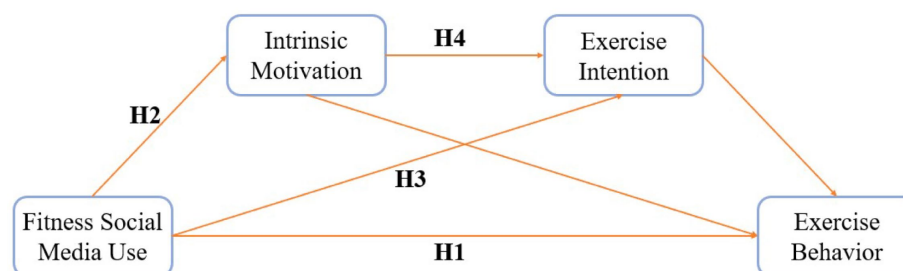 Intrinsic
Motivation
H4
Exercise
Intention
H2
H3
Fitness Social
Media Use
H1
Exercise
Behavior